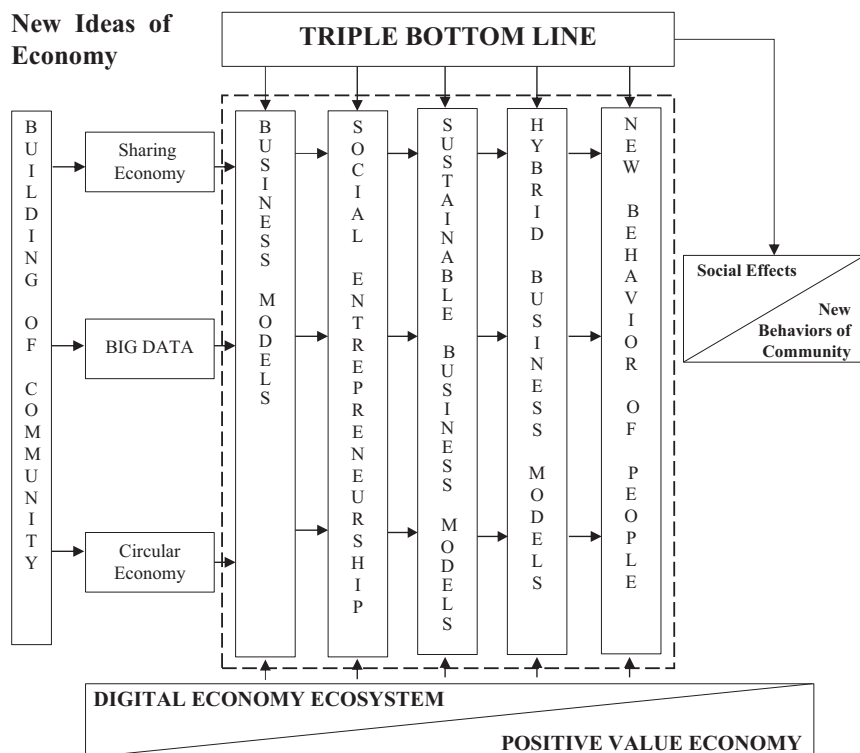 New Ideas of
Economy
TRIPLE BOTTOM LINE
BUILDING OF COMMUNITY
Sharing
Economy
BIG DATA
Circular
Economy
BUSINESS MODELS
SOCIAL ENTREPRENEURSHIP
SUSTAINABLE BUSINESS MODELS
HYBRID BUSINESS MODELS
NEW BEHAVIOR OF PEOPLE
Social Effects
New
Behaviors of
Community
DIGITAL ECONOMY ECOSYSTEM
POSITIVE VALUE ECONOMY